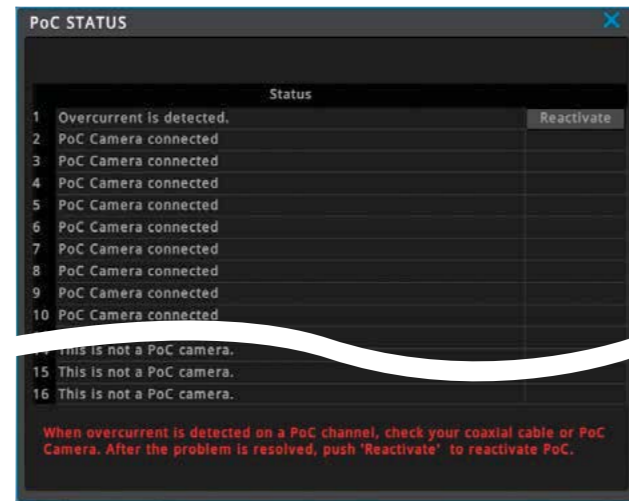 PoC STATUS
Status
1 Overcurrent is detected. Reactivate
2 PoC Camera connected
3 PoC Camera connected
4 PoC Camera connected
5 PoC Camera connected
6 PoC Camera connected
7 PoC Camera connected
8 PoC Camera connected
9 PoC Camera connected
10 PoC Camera connected
This is not a PoC camera.
15 This is not a PoC camera.
16 This is not a PoC camera.
When overcurrent is detected on a PoC channel, check your coaxial cable or PoC
Camera. After the problem is resolved, push 'Reactivate' to reactivate PoC.